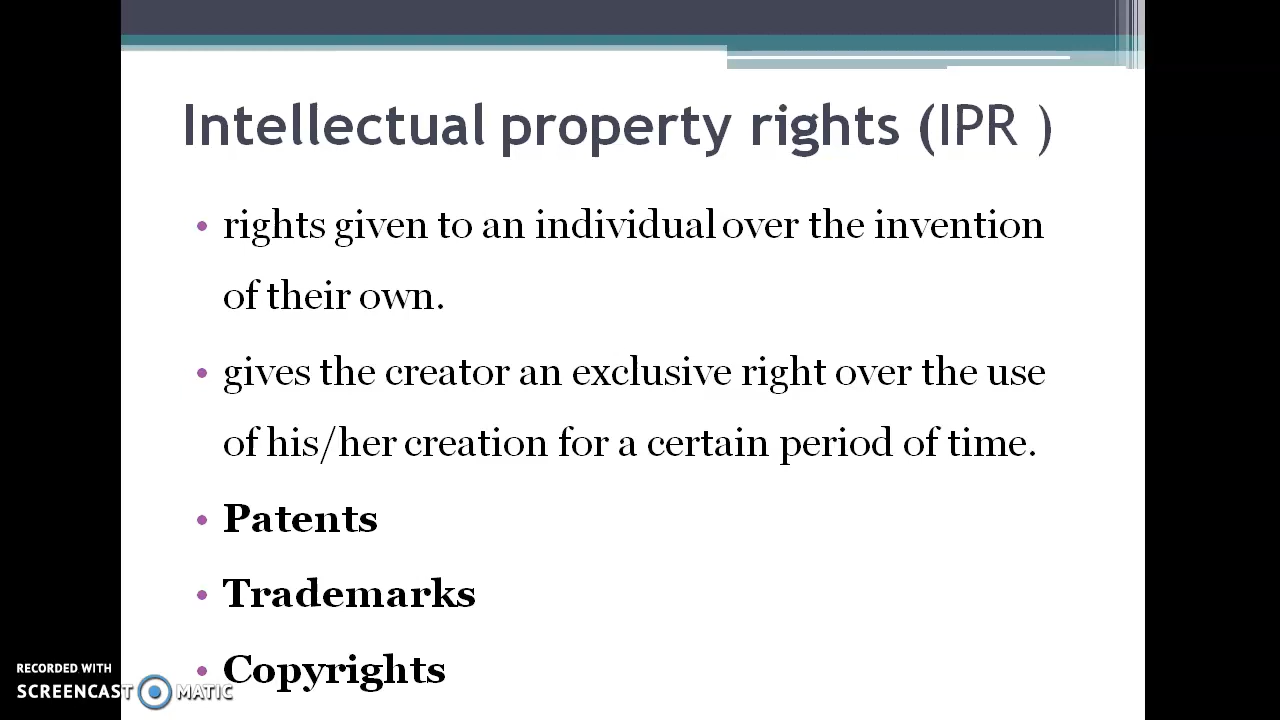 Intellectual property rights (IPR )
• rights given to an individual over the invention
of their own.
• gives the creator an exclusive right over the use
of his/her creation for a certain period of time.
• Patents
• Trademarks
• Copyrights
RECORDED WITH
SCREENCAST MATIC